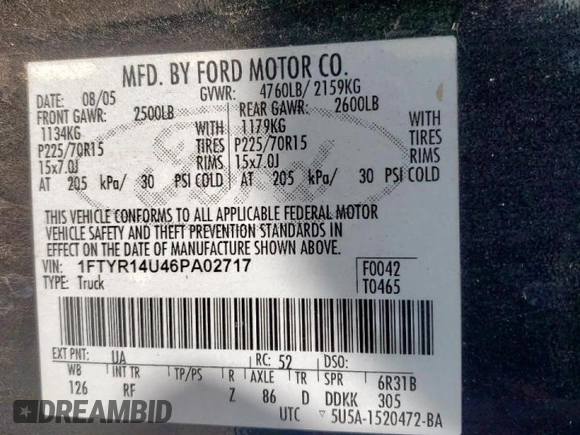 MFD. BY FORD MOTOR CO.
DATE: 08/05 GVWR: 4760LB/ 2159KG
FRONT GAWR: 2500LB REAR GAWR: 2600LB
1134KG WITH 1179KG WITH
P225/70R15 TIRES P225/70R15 TIRES
15x7.0J RIMS 15x7.0J RIMS
AT 205 kPa/ 30 PSI COLD AT 205 kPa/ 30 PSI COLD
THIS VEHICLE CONFORMS TO ALL APPLICABLE FEDERAL MOTOR
VEHICLE SAFETY AND THEFT PREVENTION STANDARDS IN
EFFECT ON THE DATE OF MANUFACTURE SHOWN ABOVE.
VIN: 1FTYR14U46PA02717 F0042
TYPE: Truck T0465
EXT PNT: UA RC: 52 DSO:
WB INT TR TP/PS R AXLE TR SPR 6R31B
126 RF Z 86 D DDKK 305
UTC 5U5A-1520472-BA
Ford
DREAMBID